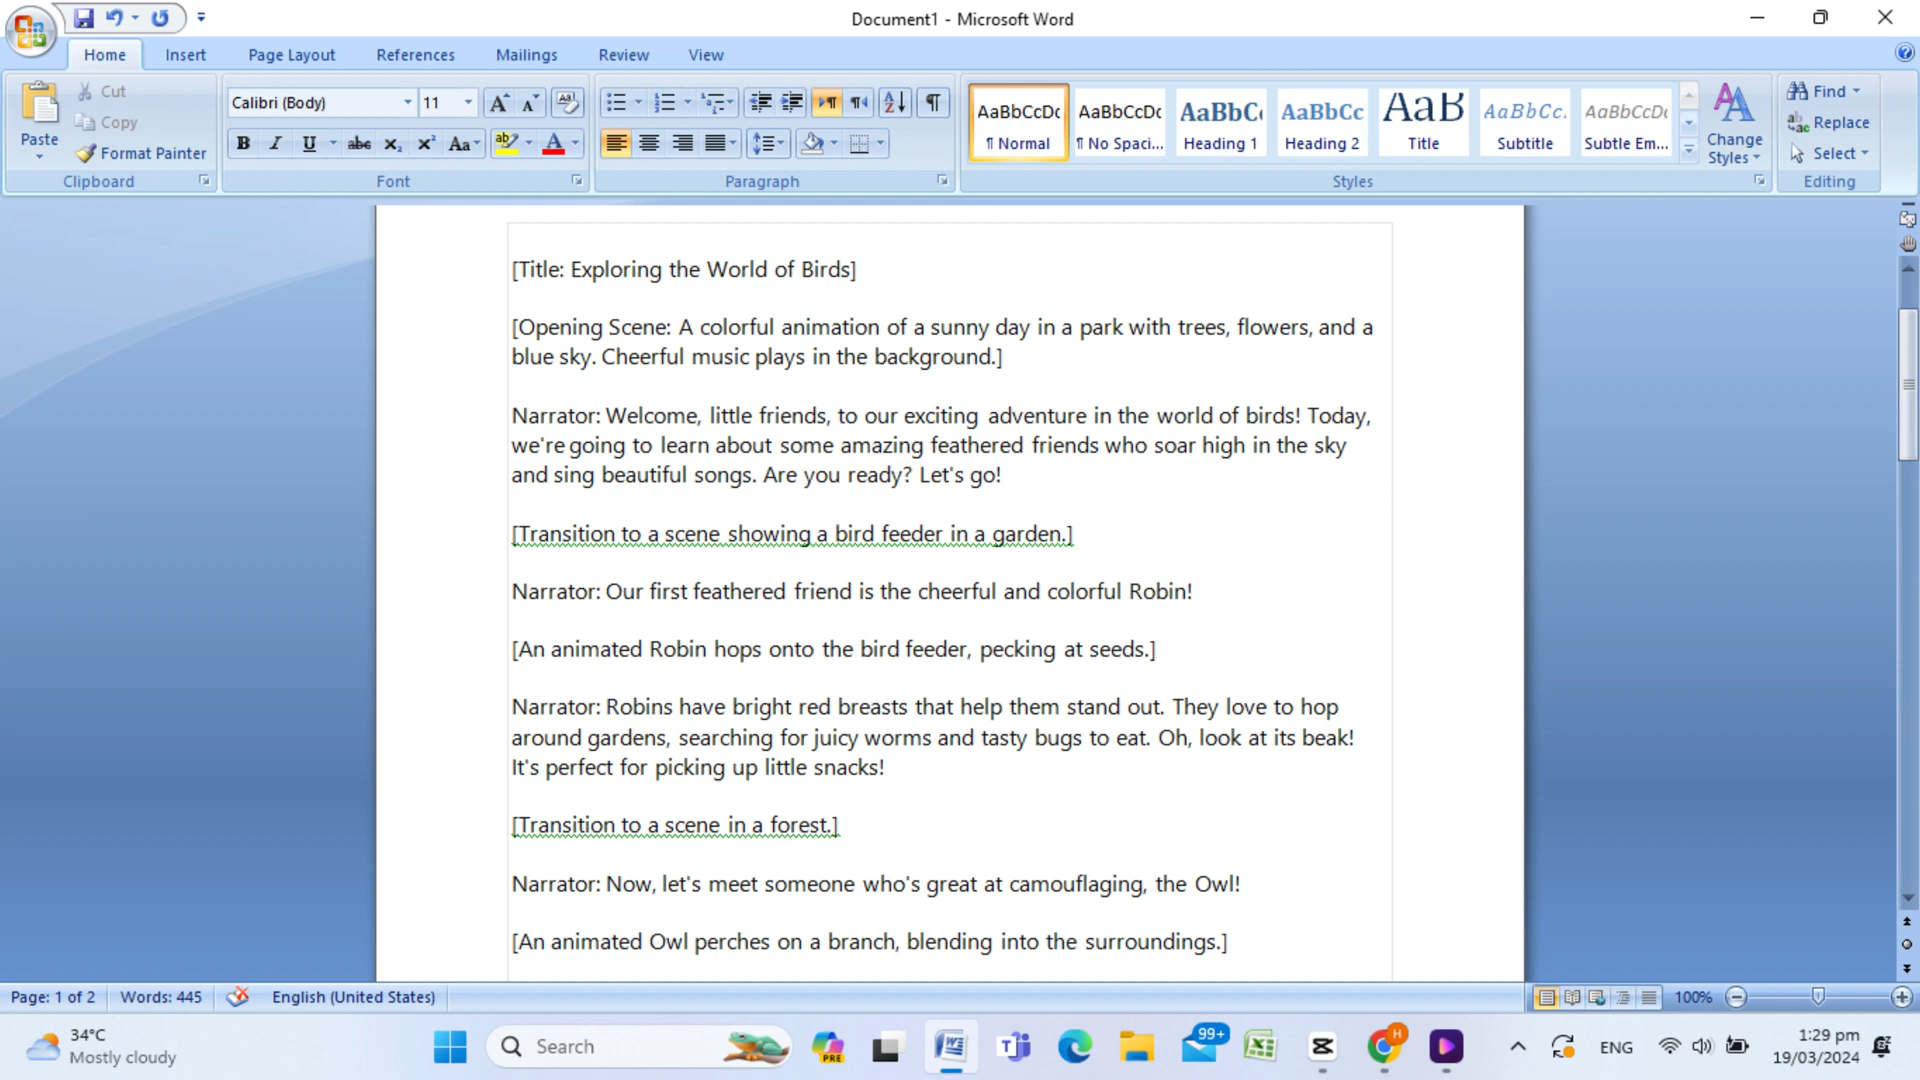 Document1 - Microsoft Word
Home Insert Page Layout References Mailings Review View
Paste
Cut
Copy
Format Painter
Clipboard
Calibri (Body) 11
Font
Paragraph
AaBbCcDc AaBbCcDc AaBbC AaBbCc AaB AaBbCc. AaBbCcDc
¶ Normal ¶ No Spaci... Heading 1 Heading 2 Title Subtitle Subtle Em...
Change
Styles
Styles
Find
Replace
Select
Editing
[Title: Exploring the World of Birds]
[Opening Scene: A colorful animation of a sunny day in a park with trees, flowers, and a
blue sky. Cheerful music plays in the background.]
Narrator: Welcome, little friends, to our exciting adventure in the world of birds! Today,
we're going to learn about some amazing feathered friends who soar high in the sky
and sing beautiful songs. Are you ready? Let's go!
[Transition to a scene showing a bird feeder in a garden.]
Narrator: Our first feathered friend is the cheerful and colorful Robin!
[An animated Robin hops onto the bird feeder, pecking at seeds.]
Narrator: Robins have bright red breasts that help them stand out. They love to hop
around gardens, searching for juicy worms and tasty bugs to eat. Oh, look at its beak!
It's perfect for picking up little snacks!
[Transition to a scene in a forest.]
Narrator: Now, let's meet someone who's great at camouflaging, the Owl!
[An animated Owl perches on a branch, blending into the surroundings.]
Page: 1 of 2 Words: 445 English (United States) 100%
34°C
Mostly cloudy
Search
PRE
99+
H
ENG
1:29 pm
19/03/2024